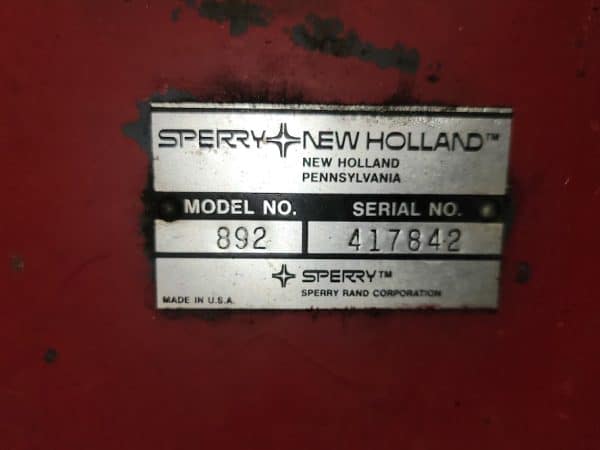 SPERRY NEW HOLLAND™
NEW HOLLAND
PENNSYLVANIA
MODEL NO. SERIAL NO.
892 417842
SPERRY™
MADE IN U.S.A. SPERRY RAND CORPORATION